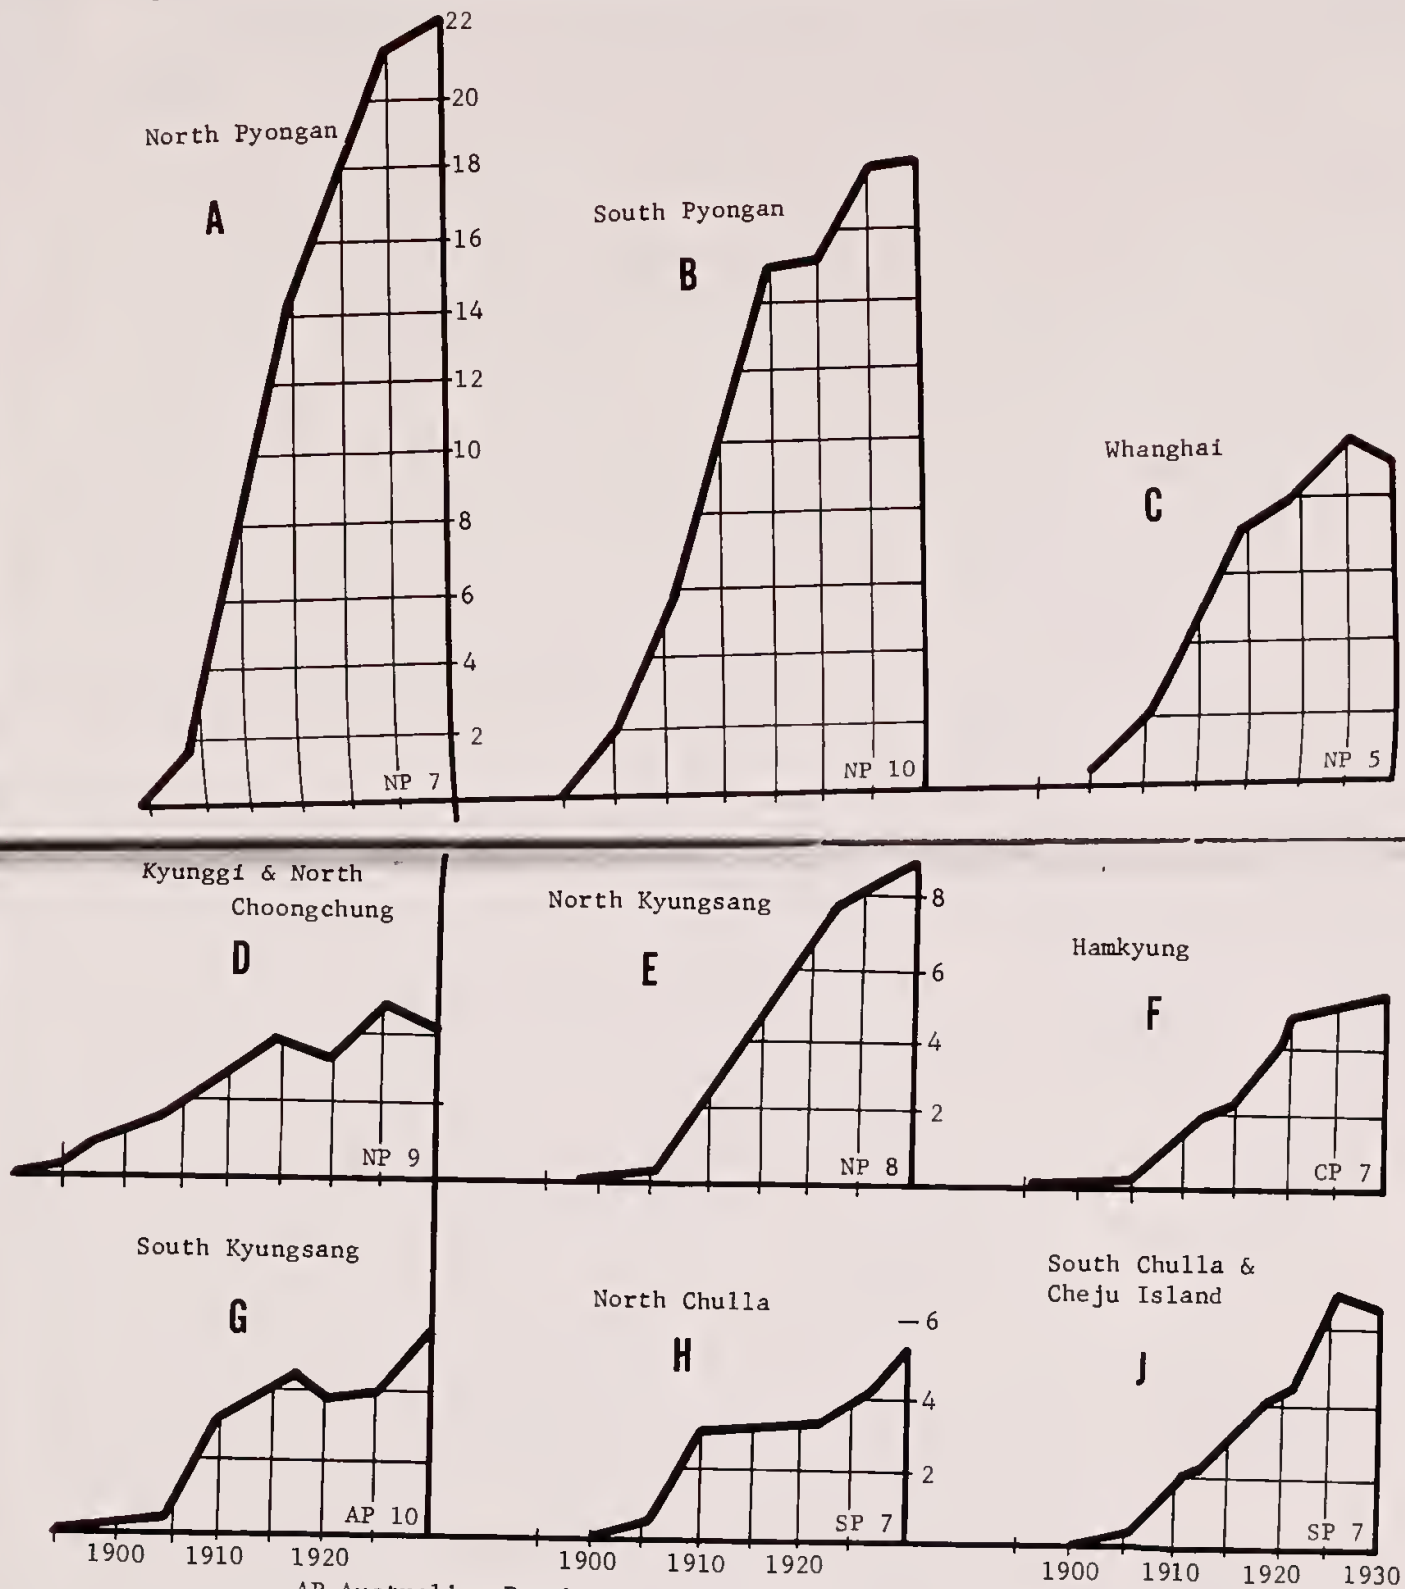 22
20
North Pyongan
18
A
South Pyongan
16
B
14
12
10
Whanghai
C
8
6
4
2
NP 7
NP 10
NP 5
Kyunggi & North
Choongchung
D
North Kyungsang
E
8
6
4
2
Hamkyung
F
NP 9
NP 8
CP 7
South Kyungsang
G
North Chulla
H
6
4
2
South Chulla &
Cheju Island
J
AP 10
SP 7
SP 7
1900 1910 1920
1900 1910 1920
1900 1910 1920 1930